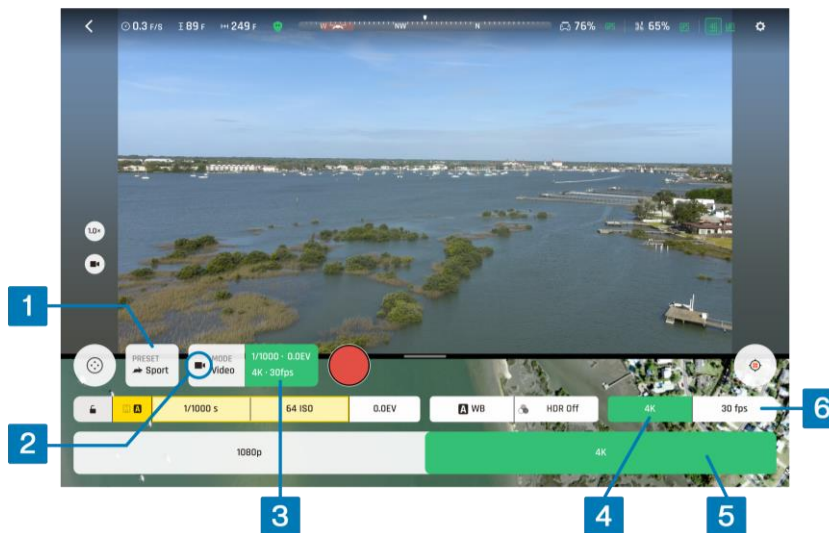 0.3 F/S 89 F 249 F W NW N 76% 65%
1.0×
1
PRESET
Sport
MODE
Video
1/1000 · 0.0EV
4K · 30fps
A 1/1000 s 64 ISO 0.0EV A WB HDR Off 4K 30 fps
6
2
1080p 4K
3
4
5